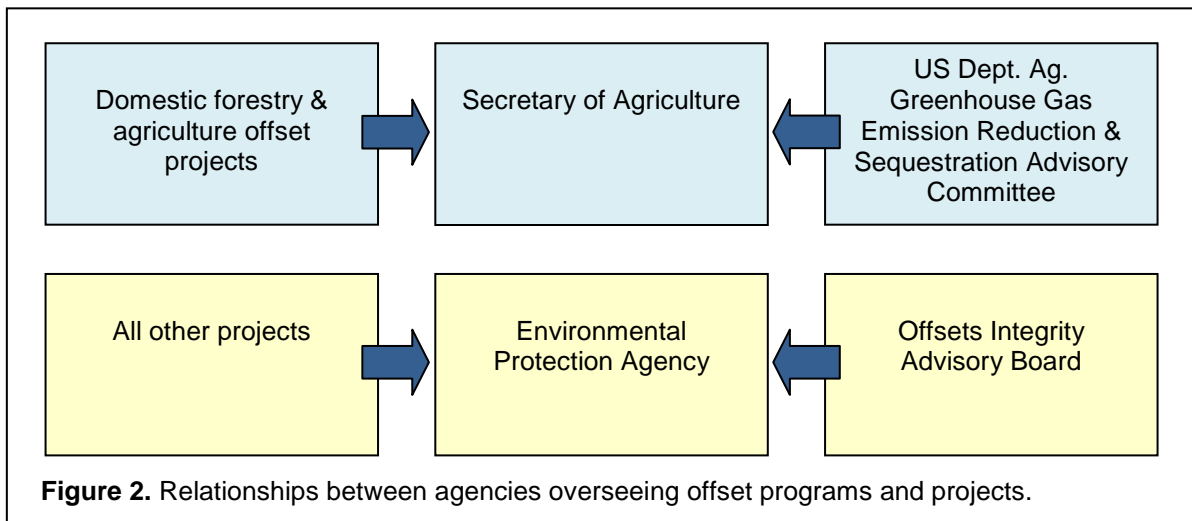 Domestic forestry &
agriculture offset
projects
Secretary of Agriculture
US Dept. Ag.
Greenhouse Gas
Emission Reduction &
Sequestration Advisory
Committee
All other projects
Environmental
Protection Agency
Offsets Integrity
Advisory Board
Figure 2. Relationships between agencies overseeing offset programs and projects.